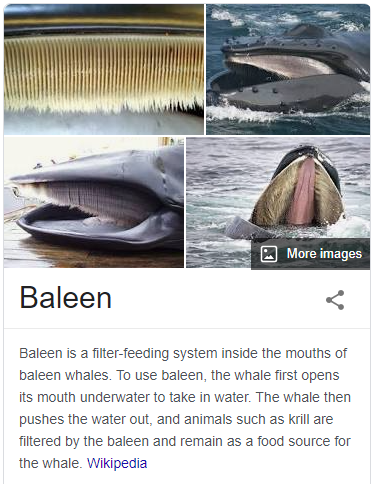 More images
Baleen
Baleen is a filter-feeding system inside the mouths of
baleen whales. To use baleen, the whale first opens
its mouth underwater to take in water. The whale then
pushes the water out, and animals such as krill are
filtered by the baleen and remain as a food source for
the whale. Wikipedia